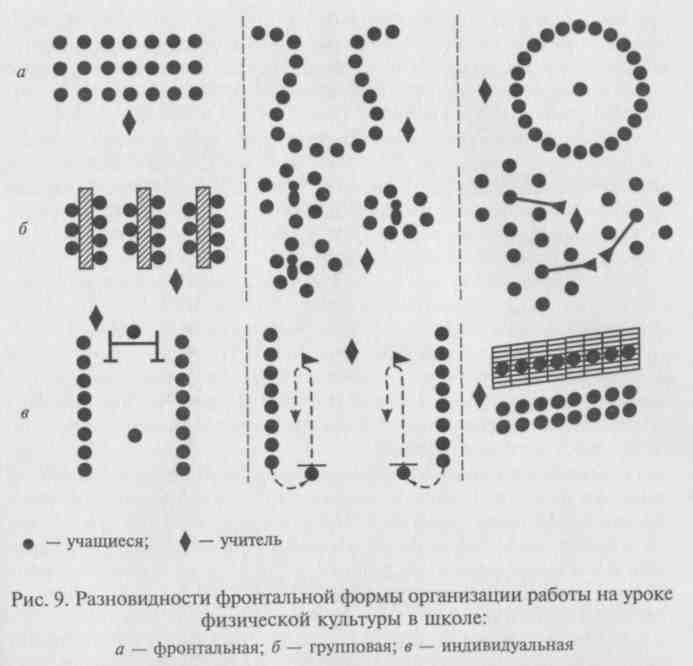 а
б
в
— учащиеся; — учитель
Рис. 9. Разновидности фронтальной формы организации работы на уроке
физической культуры в школе:
а — фронтальная; б — групповая; в — индивидуальная